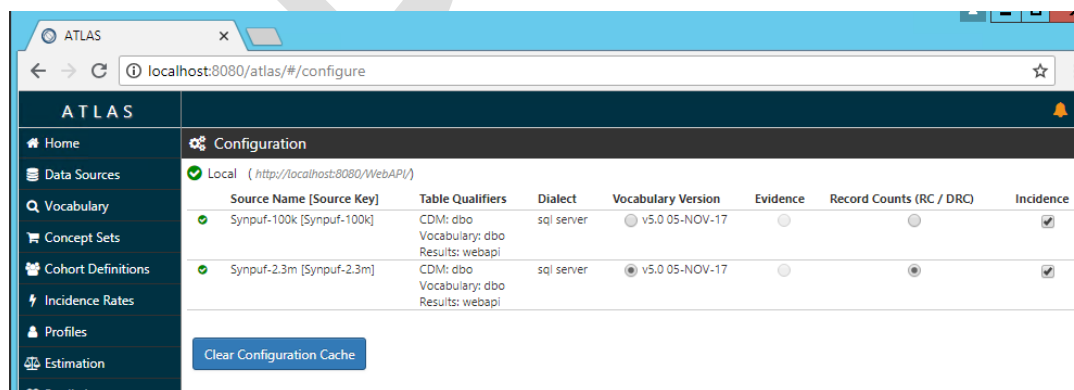 ATLAS
localhost:8080/atlas/#/configure
ATLAS
Home
Configuration
Data Sources
Local ( http://localhost:8080/WebAPI/)
Vocabulary
Source Name [Source Key] Table Qualifiers Dialect Vocabulary Version Evidence Record Counts (RC / DRC) Incidence
Synpuf-100k [Synpuf-100k] CDM: dbo sql server v5.0 05-NOV-17
Vocabulary: dbo
Results: webapi
Concept Sets
Cohort Definitions
Synpuf-2.3m [Synpuf-2.3m] CDM: dbo sql server v5.0 05-NOV-17
Vocabulary: dbo
Results: webapi
Incidence Rates
Profiles
Clear Configuration Cache
Estimation